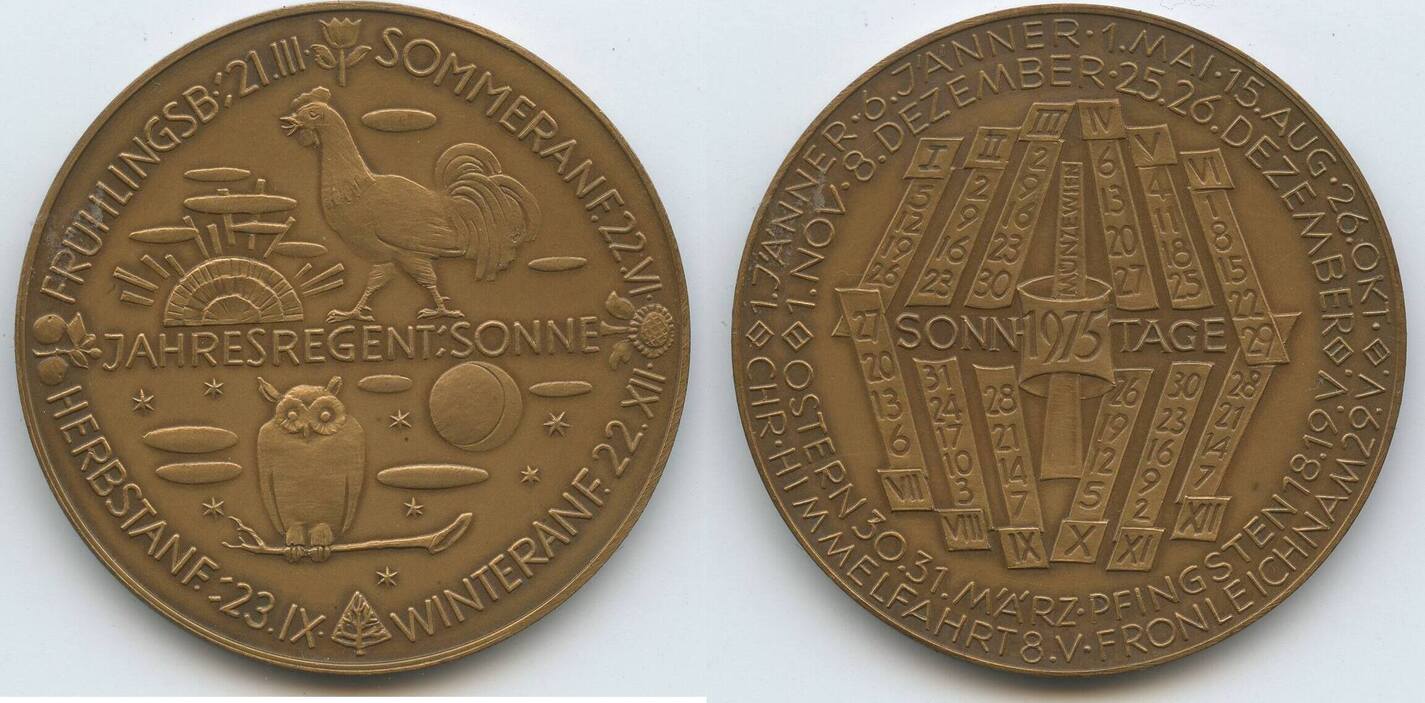 FRÜHLINGSB. 21.III·
SOMMERANF. 22.VI·
JAHRESREGENT: SONNE
HERBSTANF. 23.IX·
WINTERANF. 22.XII·
1.JÄNNER·6.JÄNNER·1.MAI·15.AUG·26.OKT.
1.NOV·8.DEZEMBER·25.26.DEZEMBER
OSTERN 30.31.MÄRZ·PFINGSTEN 18.19.V.
CHR·HIMMELFAHRT 8.V·FRONLEICHNAM 29.V.
I 5 12 19 26
II 2 9 16 23
III 2 9 16 23 30
MÜNZE WIEN
IV 6 13 20 27
V 4 11 18 25
VI 1 8 15 22 29
SONN 1975 TAGE
27 20 13 6 VII
31 24 17 10 3 VIII
28 21 14 7 IX
26 19 12 5 X
30 23 16 9 2 XI
28 21 14 7 XII